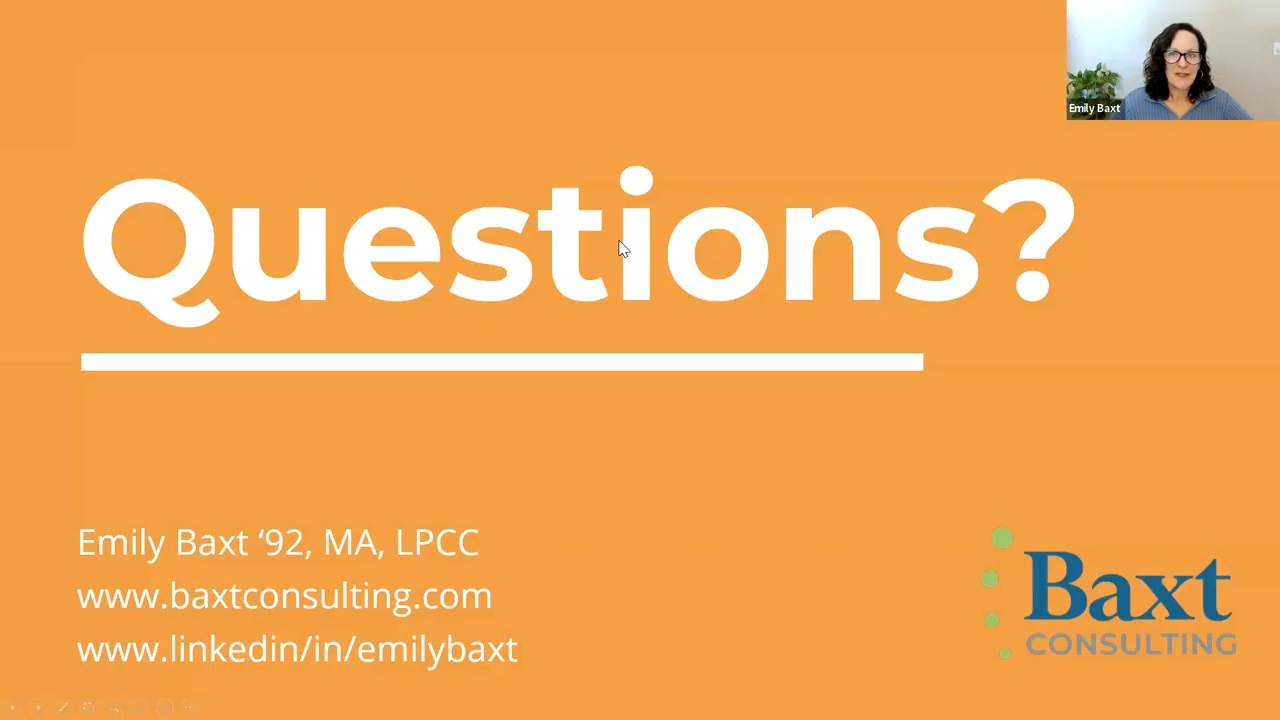 Emily Baxt
Questions?
Emily Baxt ‘92, MA, LPCC
www.baxtconsulting.com
www.linkedin/in/emilybaxt
Baxt
CONSULTING